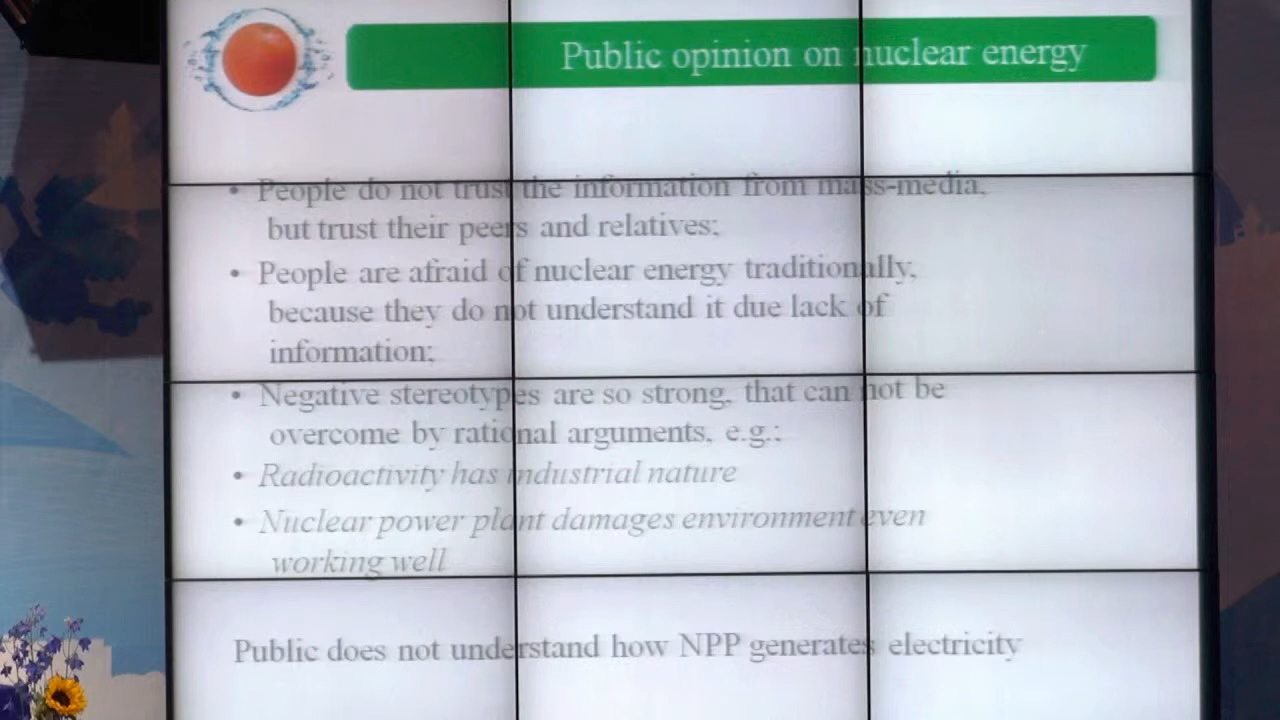 Public opinion on nuclear energy
• People do not trust the information from mass-media,
but trust their peers and relatives;
• People are afraid of nuclear energy traditionally,
because they do not understand it due lack of
information;
• Negative stereotypes are so strong, that can not be
overcome by rational arguments, e.g.:
• Radioactivity has industrial nature
• Nuclear power plant damages environment even
working well
Public does not understand how NPP generates electricity